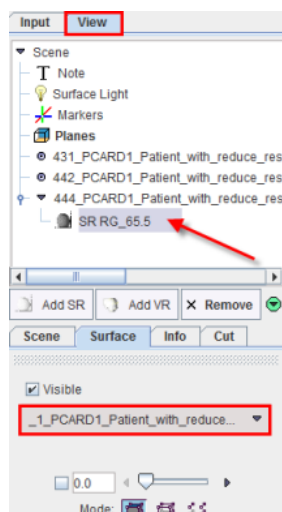 Input View
Scene
T Note
Surface Light
Markers
Planes
431_PCARD1_Patient_with_reduce_res
442_PCARD1_Patient_with_reduce_res
444_PCARD1_Patient_with_reduce_res
SR RG_65.5
Add SR Add VR Remove
Scene Surface Info Cut
Visible
_1_PCARD1_Patient_with_reduce...
0.0
Mode: